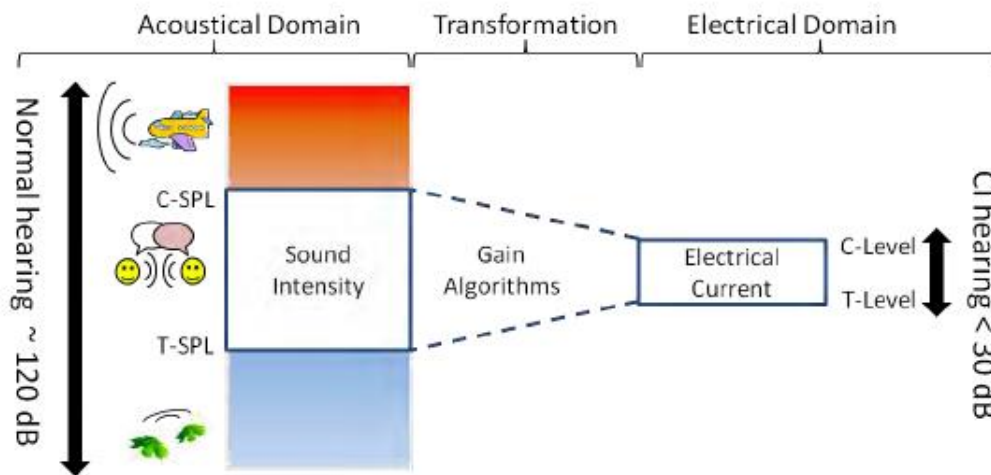 Acoustical Domain
Transformation
Electrical Domain
Normal hearing ~ 120 dB
C-SPL
T-SPL
Sound
Intensity
Gain
Algorithms
Electrical
Current
C-Level
T-Level
CI hearing < 30 dB